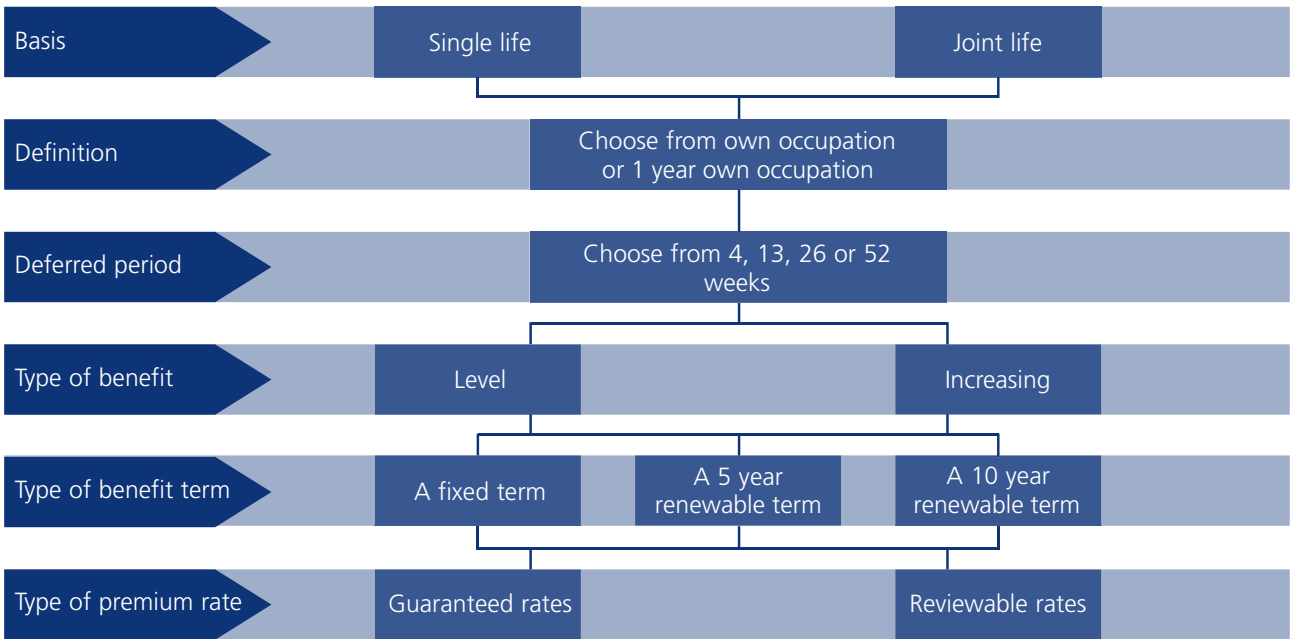 Basis
Single life
Joint life
Definition
Choose from own occupation
or 1 year own occupation
Deferred period
Choose from 4, 13, 26 or 52
weeks
Type of benefit
Level
Increasing
Type of benefit term
A fixed term
A 5 year
renewable term
A 10 year
renewable term
Type of premium rate
Guaranteed rates
Reviewable rates